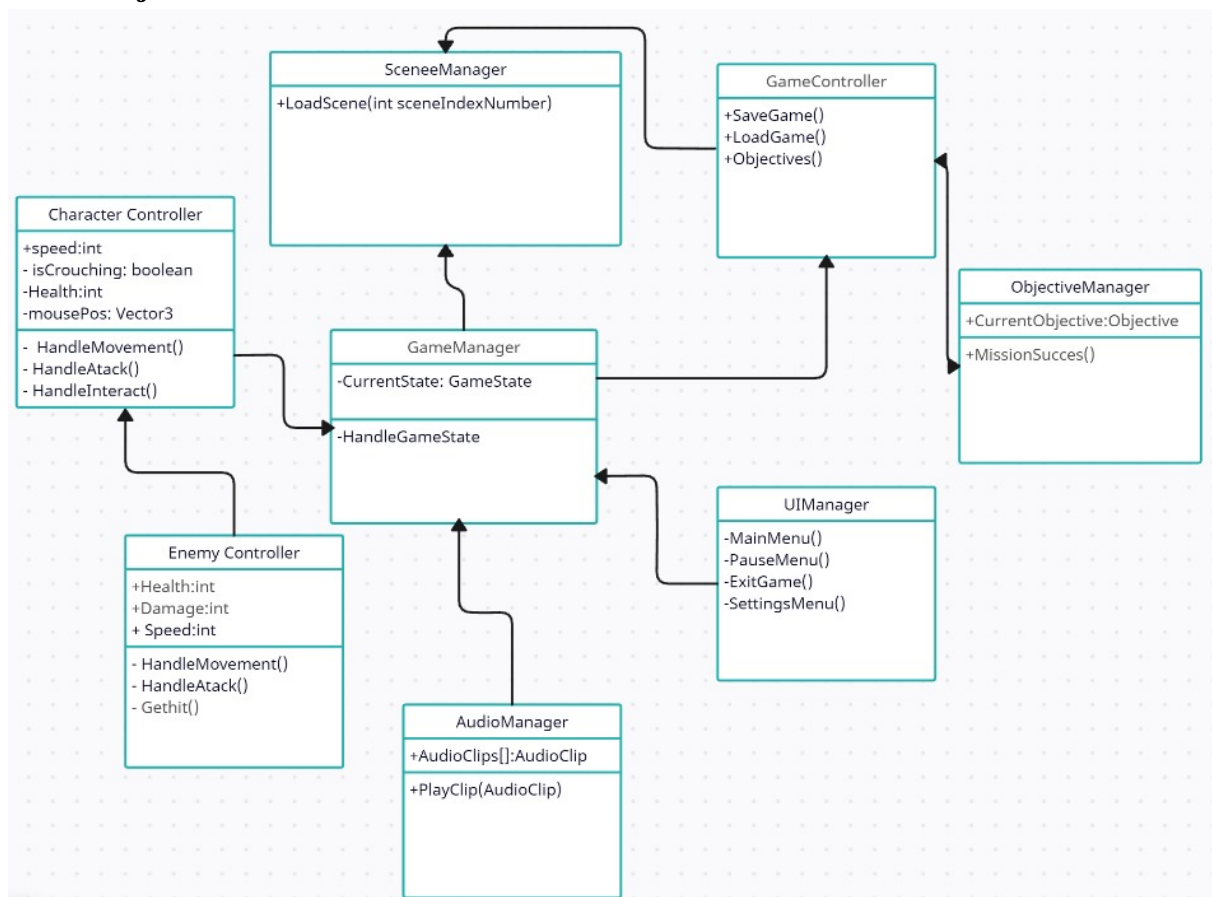 SceneeManager
+LoadScene(int sceneIndexNumber)
GameController
+SaveGame()
+LoadGame()
+Objectives()
Character Controller
+speed:int
- isCrouching: boolean
-Health:int
-mousePos: Vector3
- HandleMovement()
- HandleAtack()
- HandleInteract()
ObjectiveManager
+CurrentObjective:Objective
+MissionSucces()
GameManager
-CurrentState: GameState
-HandleGameState
UIManager
-MainMenu()
-PauseMenu()
-ExitGame()
-SettingsMenu()
Enemy Controller
+Health:int
+Damage:int
+ Speed:int
- HandleMovement()
- HandleAtack()
- Gethit()
AudioManager
+AudioClips[]:AudioClip
+PlayClip(AudioClip)